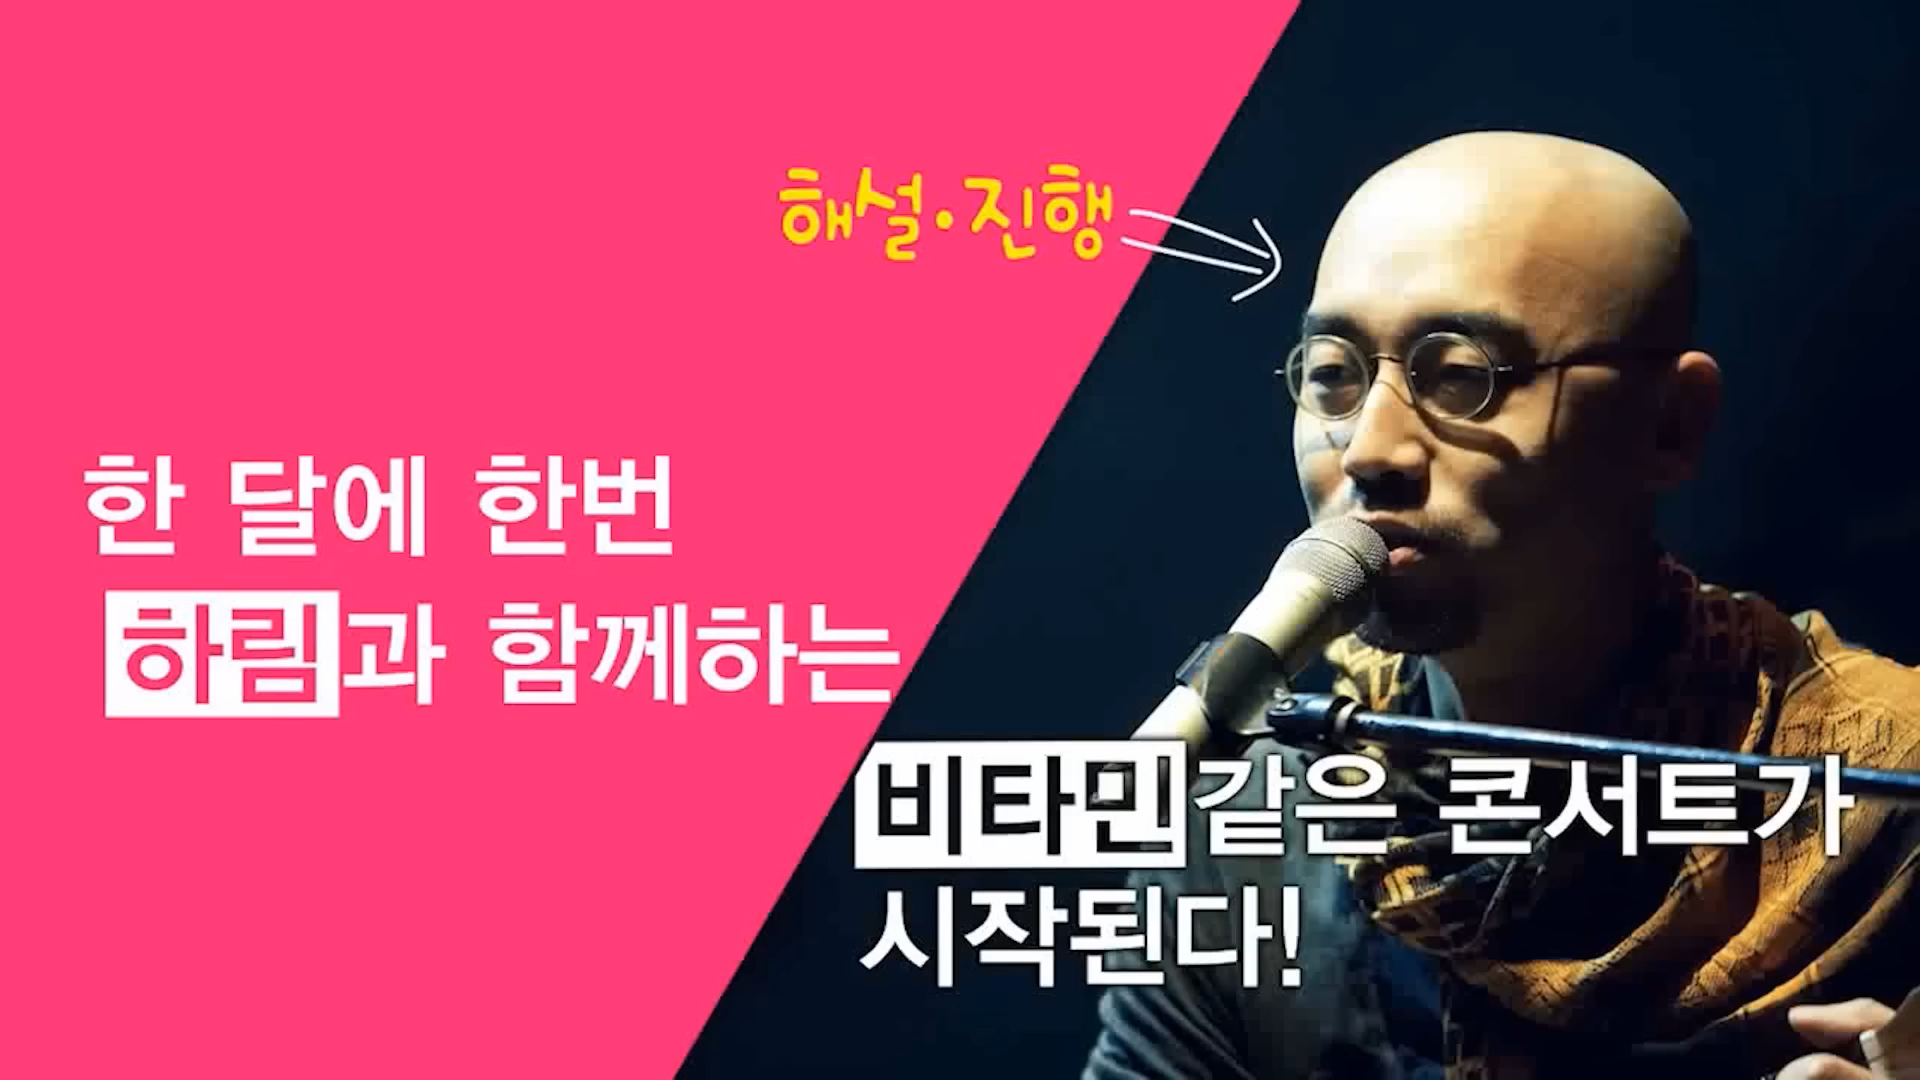 해설·진행
한 달에 한번
하림과 함께하는
비타민같은 콘서트가
시작된다!